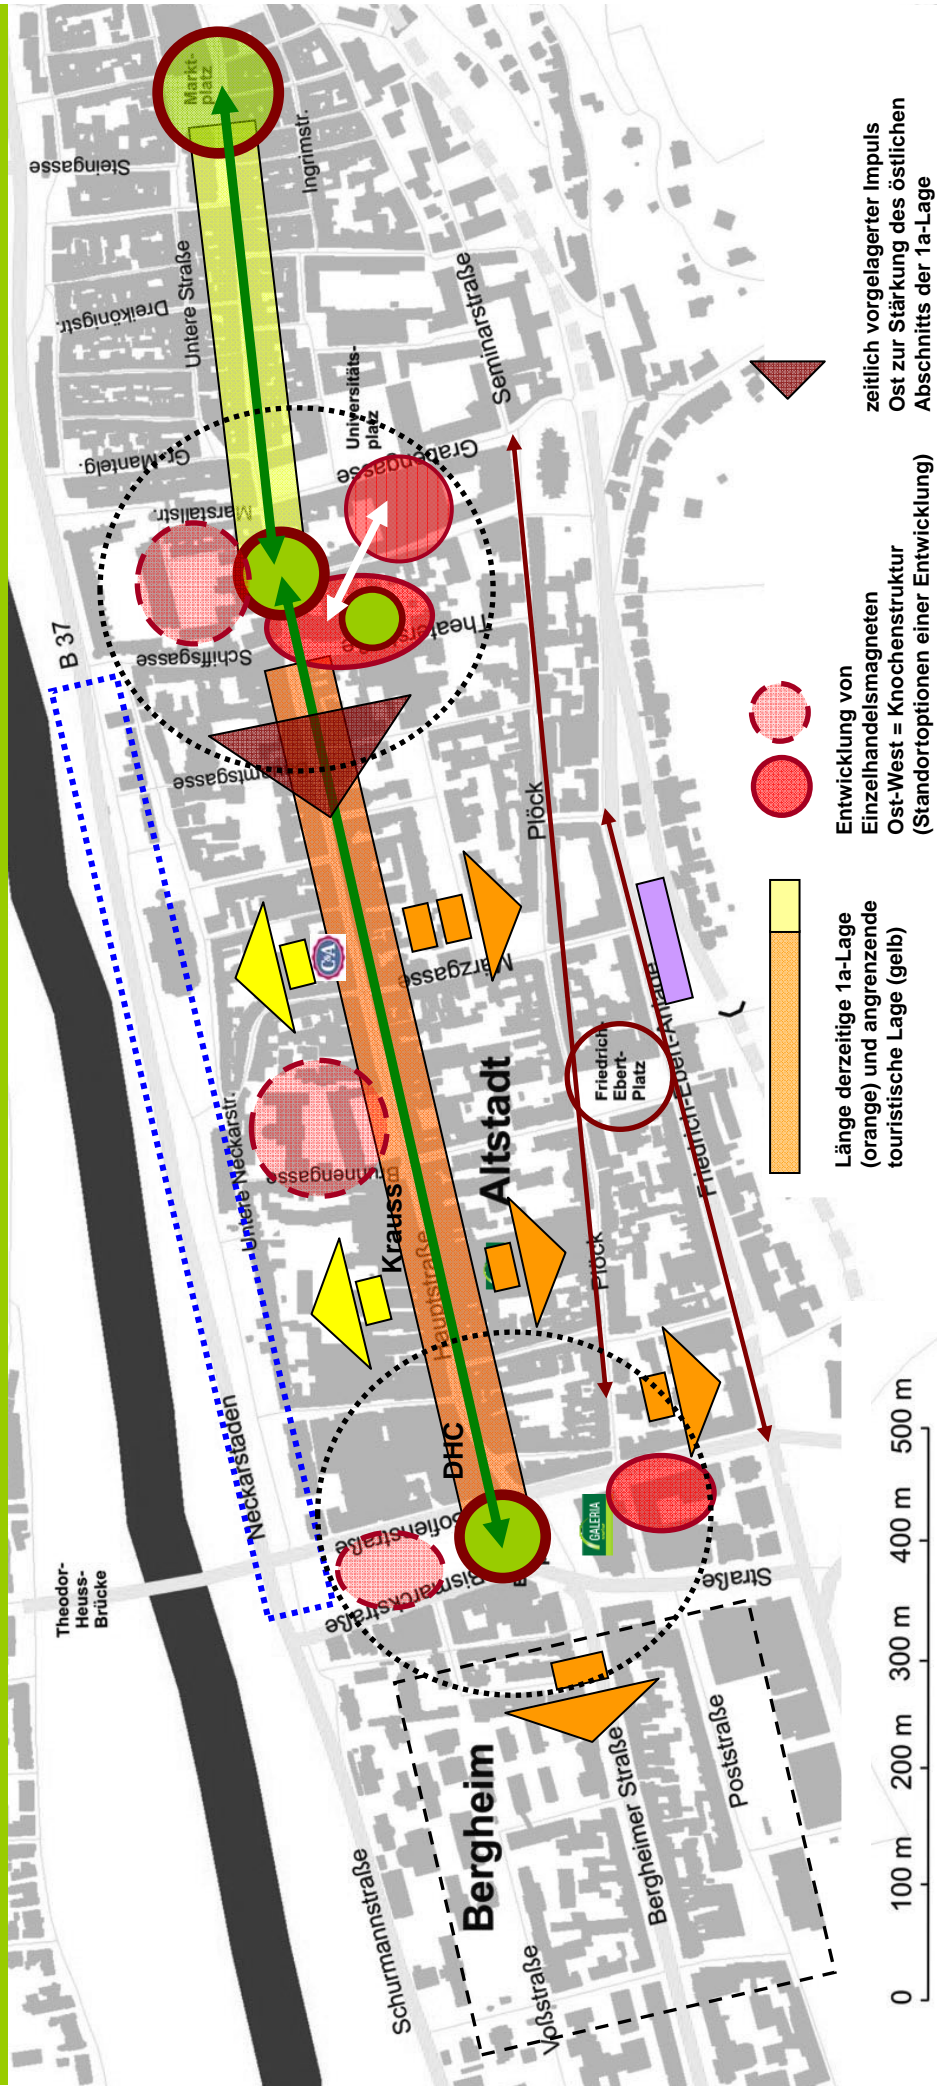 Theodor-
Heuss-
Brücke
Neckarstaden
B 37
Schurmannstraße
Bergheim
Voßstraße
Bergheimer Straße
Poststraße
Straße
Bismarckstraße
Sofienstraße
DHC
GALERIA
Untere Neckarstr.
Krauss
Hauptstraße
Altstadt
Plöck
Plöck
Friedrich-
Ebert-
Platz
Friedrich-Ebert-Anlage
Märzgasse
C&A
Schiffsgasse
Marstallstr.
Gr. Mantelg.
Grabengasse
Universitäts-
platz
Seminarstraße
Dreikönigstr.
Untere Straße
Steingasse
Ingrimstr.
Markt-
platz
0
100 m
200 m
300 m
400 m
500 m
Länge derzeitige 1a-Lage
(orange) und angrenzende
touristische Lage (gelb)
Entwicklung von
Einzelhandelsmagneten
Ost-West = Knochenstruktur
(Standortoptionen einer Entwicklung)
zeitlich vorgelagerter Impuls
Ost zur Stärkung des östlichen
Abschnitts der 1a-Lage